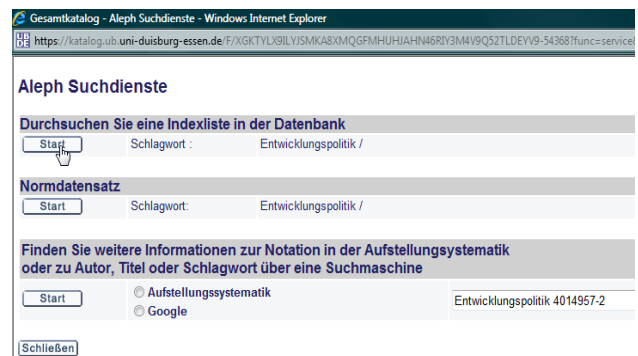 Gesamtkatalog - Aleph Suchdienste - Windows Internet Explorer
https://katalog.ub.uni-duisburg-essen.de/F/XGKTYLX9ILYJSMKA8XMQGFMHUHJAHN46RIY3M4V9Q52TLDEYV9-54368?func=service
Aleph Suchdienste
Durchsuchen Sie eine Indexliste in der Datenbank
Start Schlagwort : Entwicklungspolitik /
Normdatensatz
Start Schlagwort: Entwicklungspolitik /
Finden Sie weitere Informationen zur Notation in der Aufstellungsystematik
oder zu Autor, Titel oder Schlagwort über eine Suchmaschine
Start Aufstellungssystematik Entwicklungspolitik 4014957-2
Google
Schließen